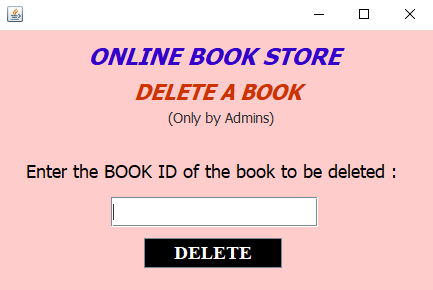 ONLINE BOOK STORE
DELETE A BOOK
(Only by Admins)
Enter the BOOK ID of the book to be deleted :
DELETE